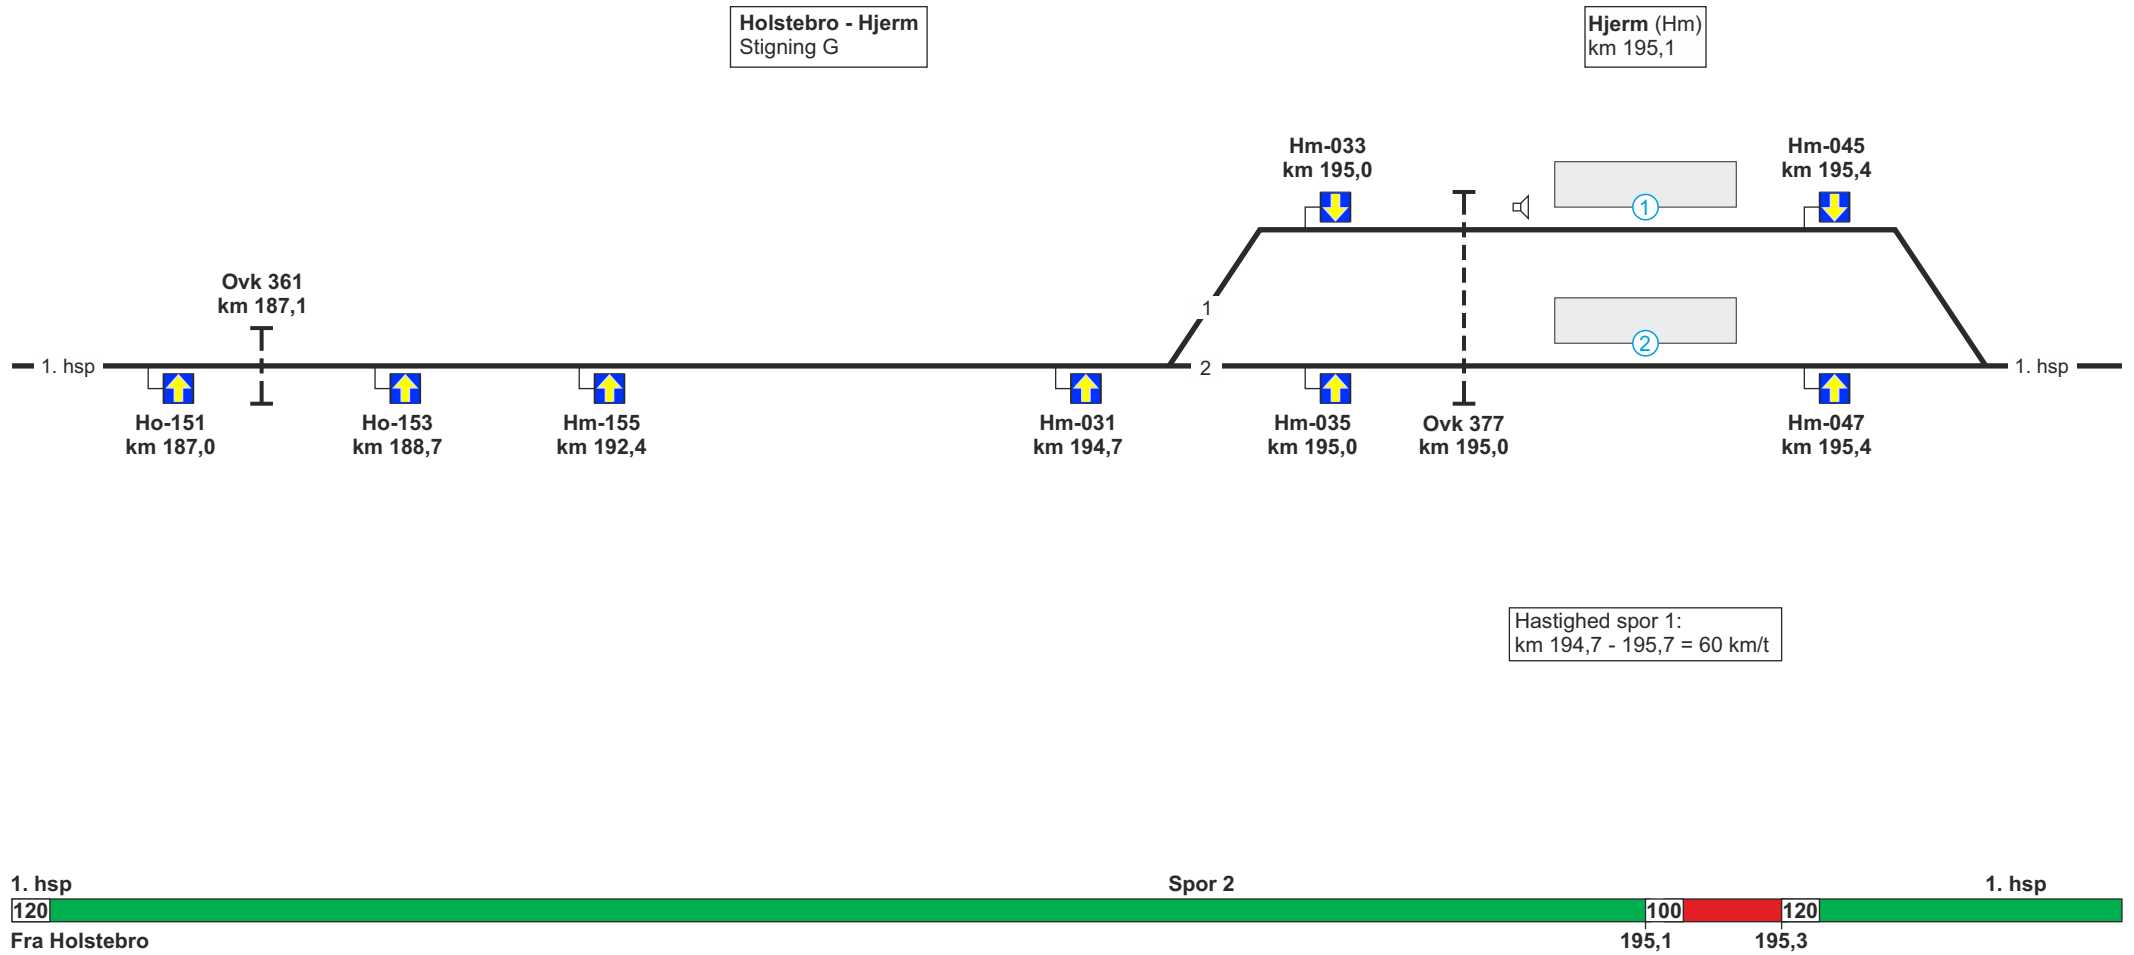 Holstebro - Hjerm
Stigning G
Hjerm (Hm)
km 195,1
Hm-033
km 195,0
Hm-045
km 195,4
1
Ovk 361
km 187,1
1
2
1. hsp
2
1. hsp
Ho-151
km 187,0
Ho-153
km 188,7
Hm-155
km 192,4
Hm-031
km 194,7
Hm-035
km 195,0
Ovk 377
km 195,0
Hm-047
km 195,4
Hastighed spor 1:
km 194,7 - 195,7 = 60 km/t
1. hsp
Spor 2
1. hsp
120
100
120
Fra Holstebro
195,1
195,3